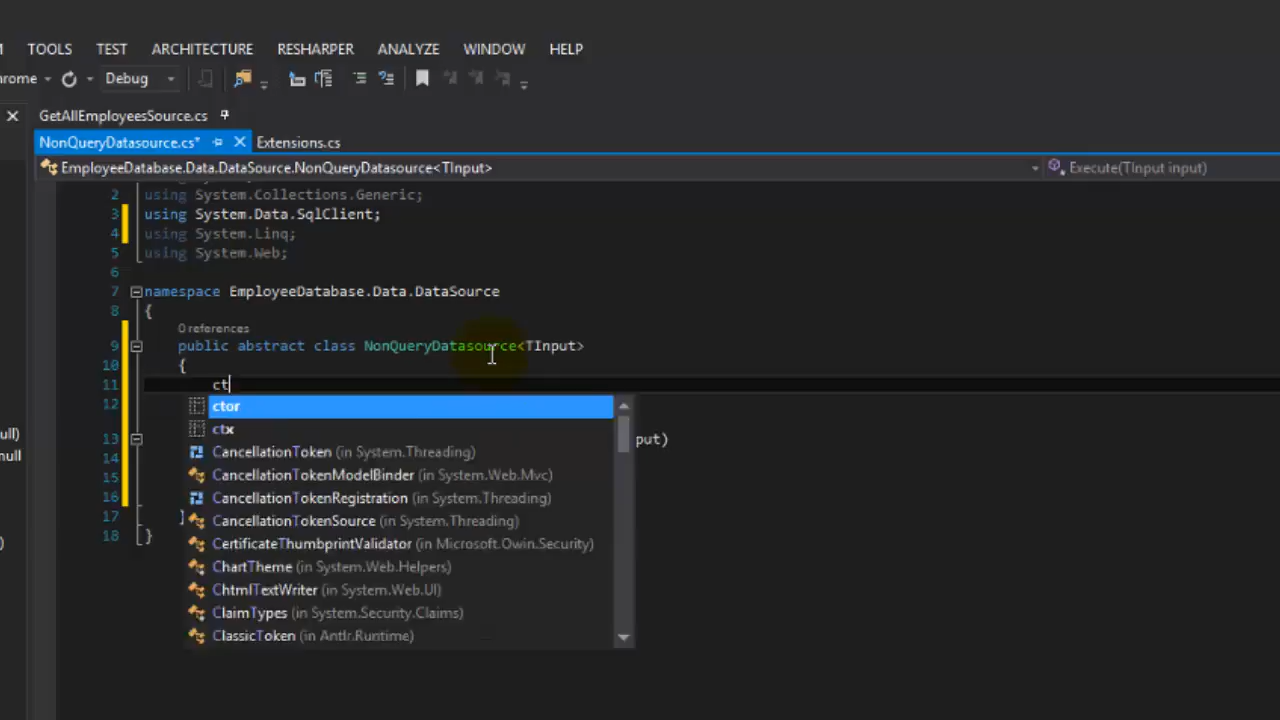 M TOOLS TEST ARCHITECTURE RESHARPER ANALYZE WINDOW HELP
hrome Debug
GetAllEmployeesSource.cs
NonQueryDatasource.cs* Extensions.cs
EmployeeDatabase.Data.DataSource.NonQueryDatasource<TInput> Execute(TInput input)
2 using System.Collections.Generic;
3 using System.Data.SqlClient;
4 using System.Linq;
5 using System.Web;
6
7 namespace EmployeeDatabase.Data.DataSource
8 {
0 references
9 public abstract class NonQueryDatasource<TInput>
10 {
11 ct
12 ctor
ctx
13 put)
14 CancellationToken (in System.Threading)
15 CancellationTokenModelBinder (in System.Web.Mvc)
16 CancellationTokenRegistration (in System.Threading)
17 CancellationTokenSource (in System.Threading)
18 }
CertificateThumbprintValidator (in Microsoft.Owin.Security)
ChartTheme (in System.Web.Helpers)
ChtmlTextWriter (in System.Web.UI)
ClaimTypes (in System.Security.Claims)
ClassicToken (in Antlr.Runtime)
ull)
null
)